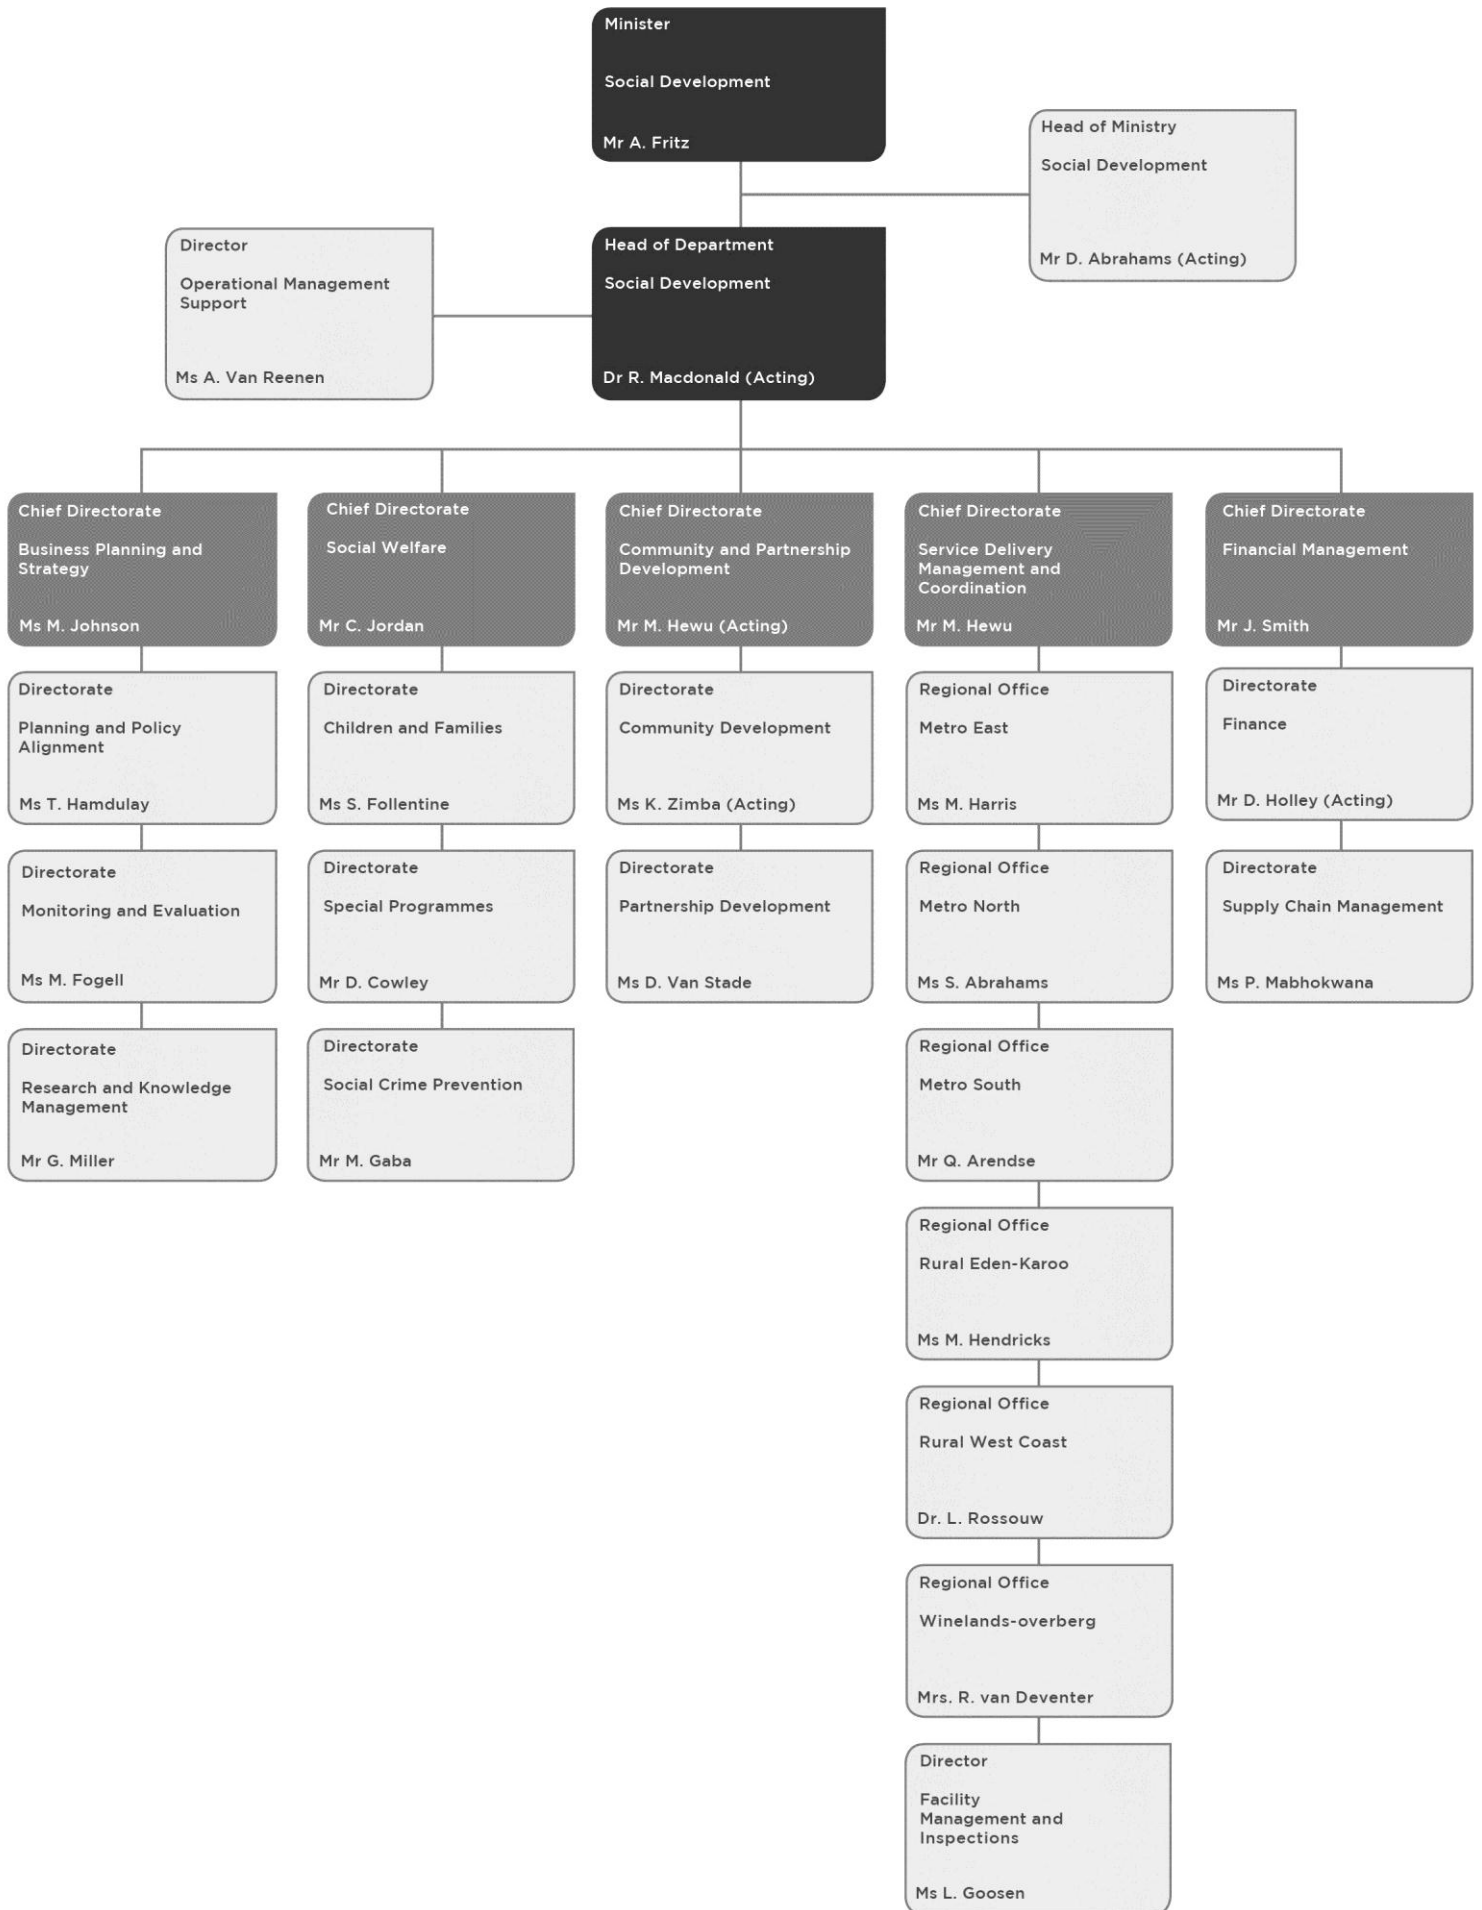 Minister
Social Development
Mr A. Fritz
Head of Ministry
Social Development
Mr D. Abrahams (Acting)
Director
Operational Management
Support
Ms A. Van Reenen
Head of Department
Social Development
Dr R. Macdonald (Acting)
Chief Directorate
Business Planning and
Strategy
Ms M. Johnson
Directorate
Planning and Policy
Alignment
Ms T. Hamdulay
Directorate
Monitoring and Evaluation
Ms M. Fogell
Directorate
Research and Knowledge
Management
Mr G. Miller
Chief Directorate
Social Welfare
Mr C. Jordan
Directorate
Children and Families
Ms S. Follentine
Directorate
Special Programmes
Mr D. Cowley
Directorate
Social Crime Prevention
Mr M. Gaba
Chief Directorate
Community and Partnership
Development
Mr M. Hewu (Acting)
Directorate
Community Development
Ms K. Zimba (Acting)
Directorate
Partnership Development
Ms D. Van Stade
Chief Directorate
Service Delivery
Management and
Coordination
Mr M. Hewu
Regional Office
Metro East
Ms M. Harris
Regional Office
Metro North
Ms S. Abrahams
Regional Office
Metro South
Mr Q. Arendse
Regional Office
Rural Eden-Karoo
Ms M. Hendricks
Regional Office
Rural West Coast
Dr. L. Rossouw
Regional Office
Winelands-overberg
Mrs. R. van Deventer
Director
Facility
Management and
Inspections
Ms L. Goosen
Chief Directorate
Financial Management
Mr J. Smith
Directorate
Finance
Mr D. Holley (Acting)
Directorate
Supply Chain Management
Ms P. Mabhokwana